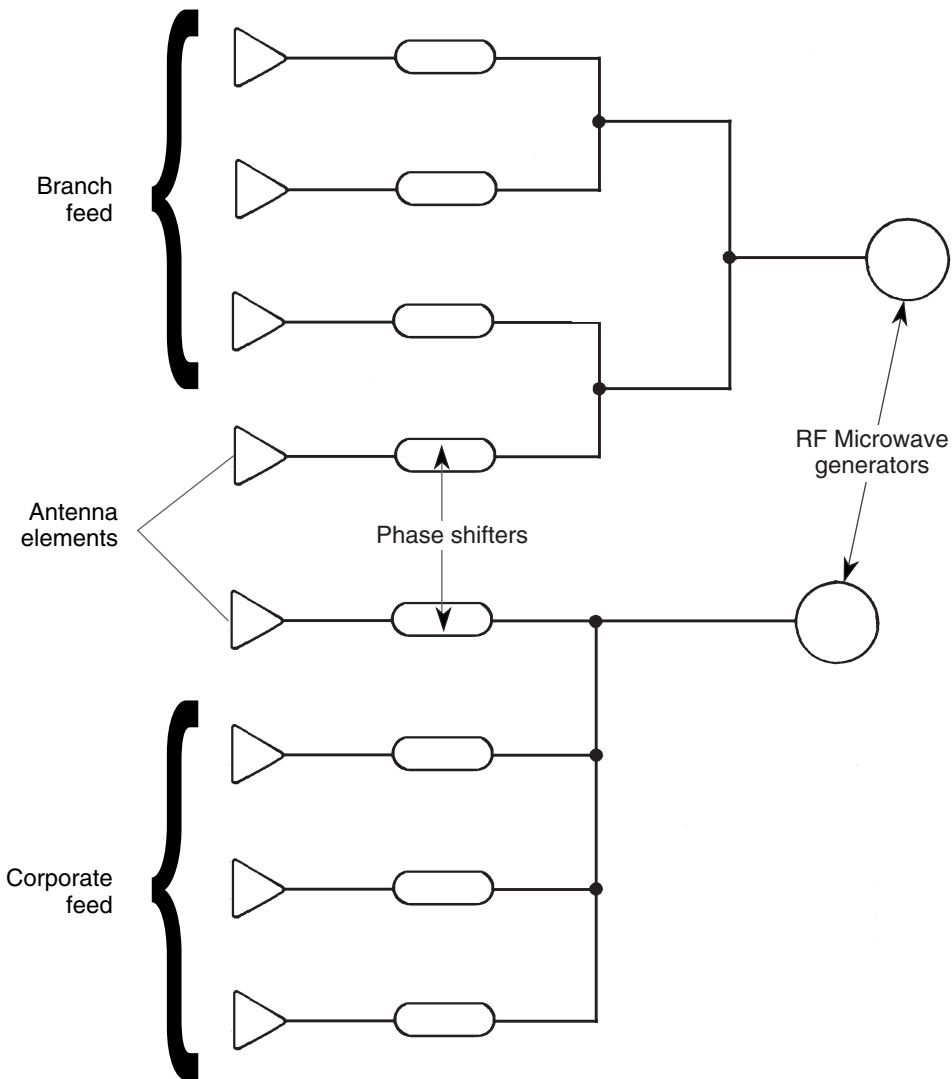 Branch
feed
RF Microwave
generators
Antenna
elements
Phase shifters
Corporate
feed